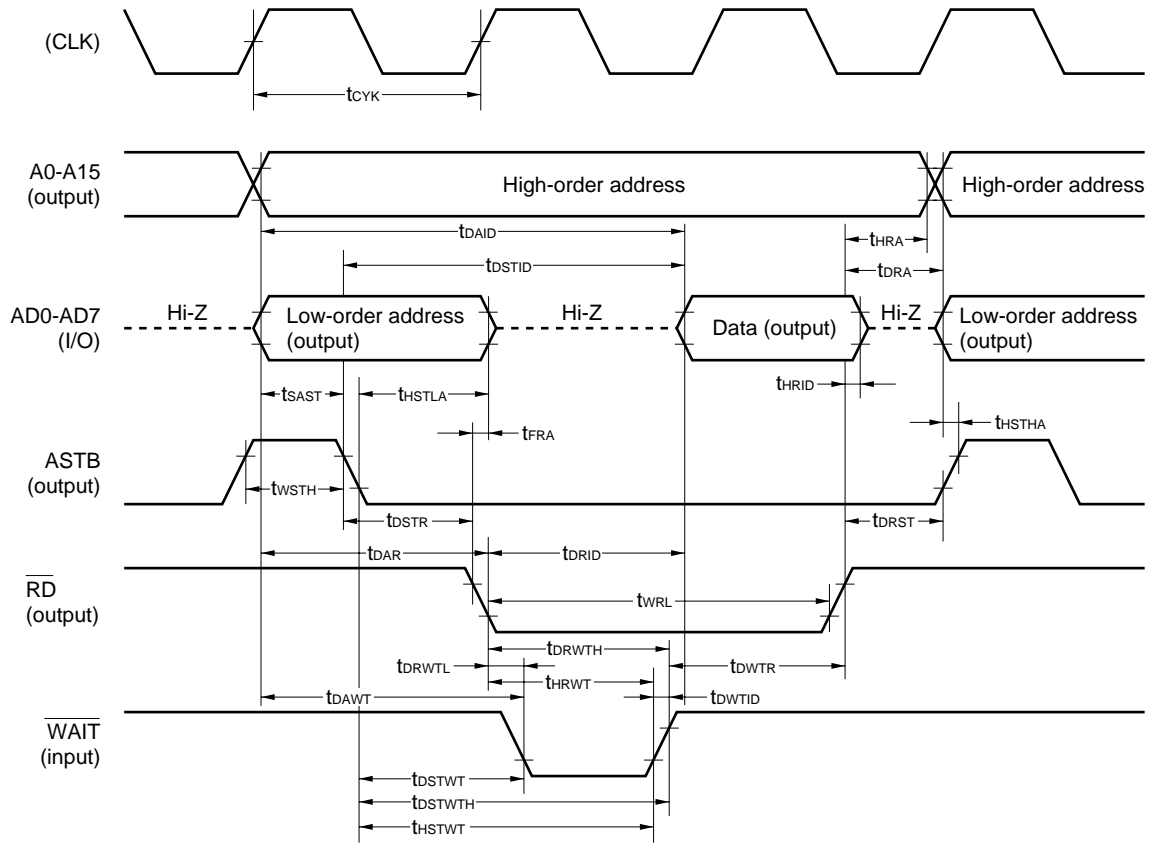 (CLK)
tCYK
A0-A15
(output)
High-order address
High-order address
tDAID
tHRA
tDSTID
tDRA
AD0-AD7
(I/O)
Hi-Z
Low-order address
(output)
Hi-Z
Data (output)
Hi-Z
Low-order address
(output)
tSAST
tHSTLA
tHRID
tFRA
tHSTHA
ASTB
(output)
tWSTH
tDSTR
tDRST
tDAR
tDRID
RD
(output)
tWRL
tDRWTH
tDRWTL
tDWTR
tHRWT
tDAWT
tDWTID
WAIT
(input)
tDSTWT
tDSTWTH
tHSTWT